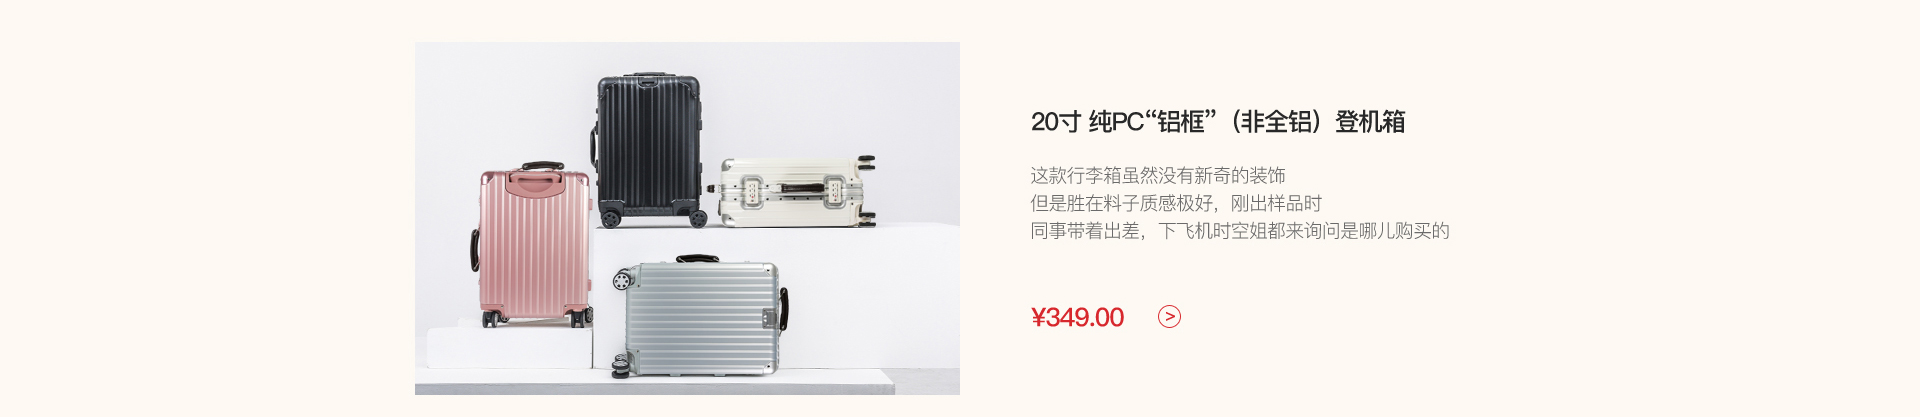 20寸 纯PC“铝框”（非全铝）登机箱
这款行李箱虽然没有新奇的装饰
但是胜在料子质感极好，刚出样品时
同事带着出差，下飞机时空姐都来询问是哪儿购买的
¥349.00